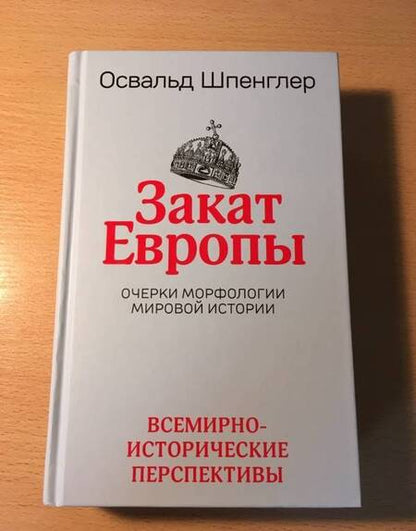 Освальд Шпенглер
Закат
Европы
ОЧЕРКИ МОРФОЛОГИИ
МИРОВОЙ ИСТОРИИ
ВСЕМИРНО-
ИСТОРИЧЕСКИЕ
ПЕРСПЕКТИВЫ